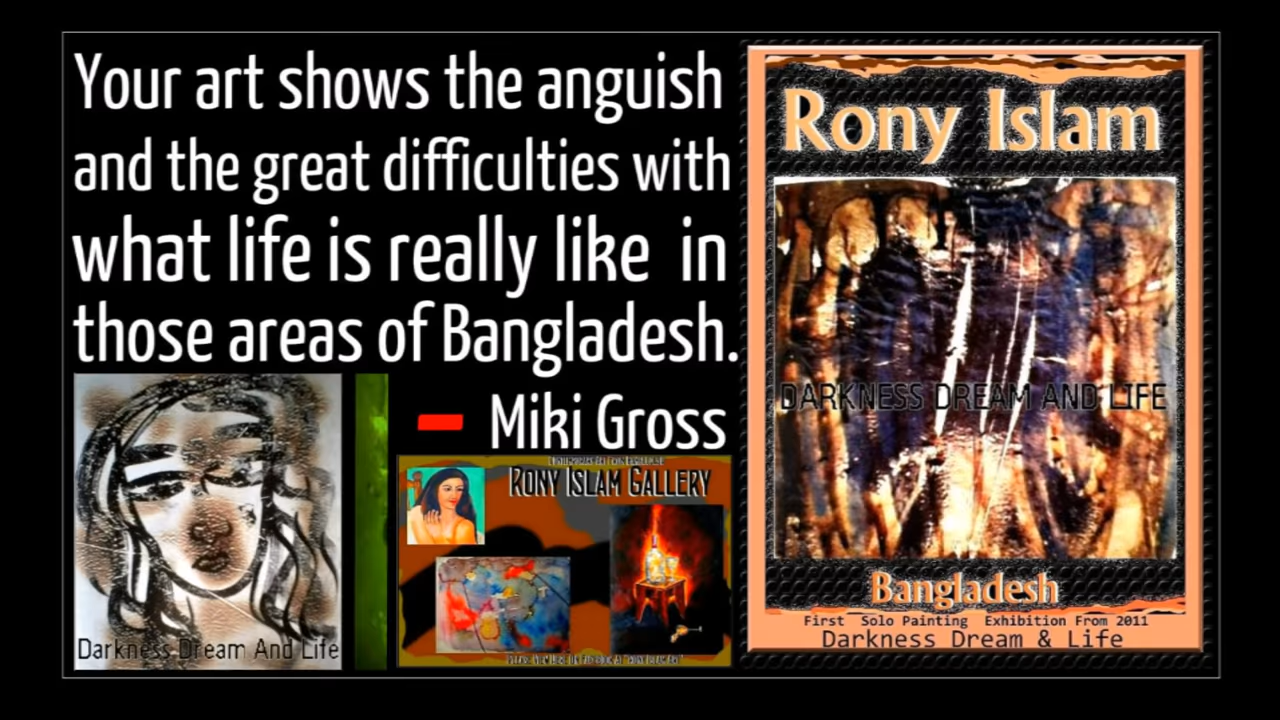 Your art shows the anguish
and the great difficulties with
what life is really like in
those areas of Bangladesh.
– Miki Gross
Darkness Dream And Life
RONY ISLAM GALLERY
Rony Islam
DARKNESS DREAM AND LIFE
Bangladesh
First Solo Painting Exhibition From 2011
Darkness Dream & Life